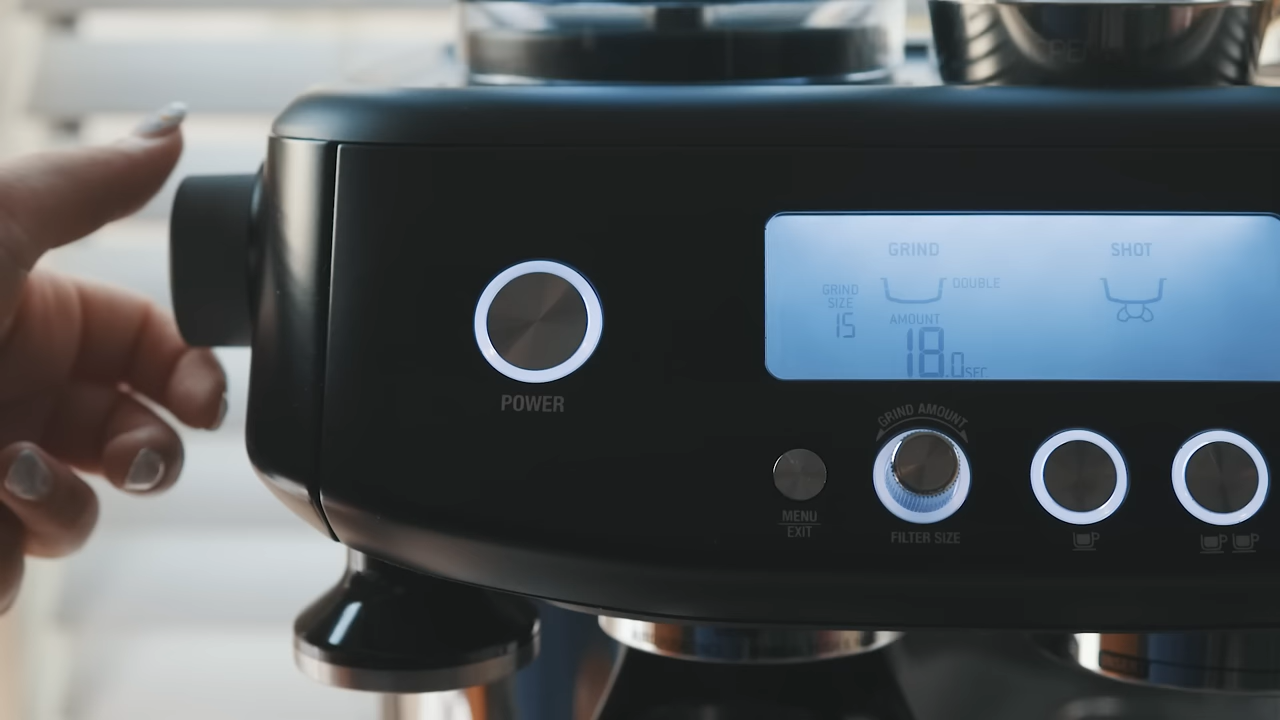 GRIND
SHOT
GRIND
SIZE
15
DOUBLE
AMOUNT
18.0SEC
POWER
GRIND AMOUNT
MENU
EXIT
FILTER SIZE